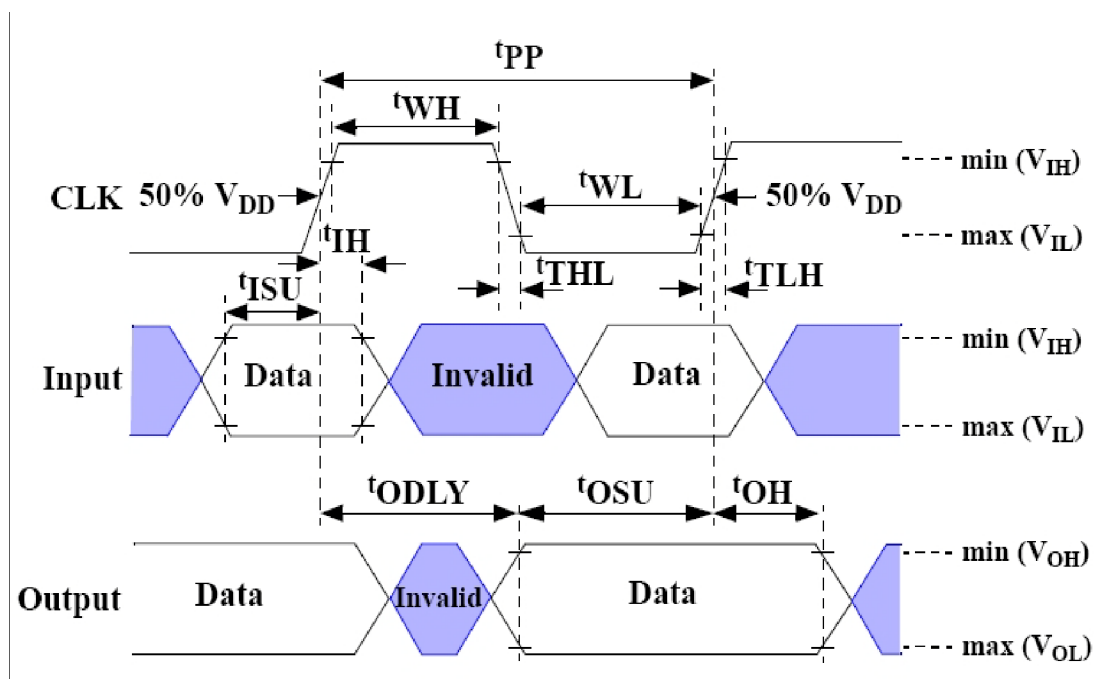 tPP
tWH
min (VIH)
CLK 50% VDD
tWL
50% VDD
tIH
max (VIL)
tTHL
tTLH
tISU
min (VIH)
Input
Data
Invalid
Data
max (VIL)
tODLY
tOSU
tOH
min (VOH)
Output
Data
Invalid
Data
max (VOL)